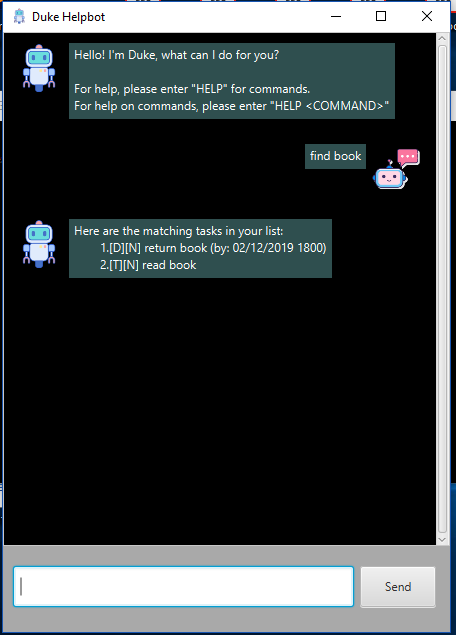 Duke Helpbot
Hello! I'm Duke, what can I do for you?
For help, please enter "HELP" for commands.
For help on commands, please enter "HELP <COMMAND>"
find book
Here are the matching tasks in your list:
1.[D][N] return book (by: 02/12/2019 1800)
2.[T][N] read book
Send